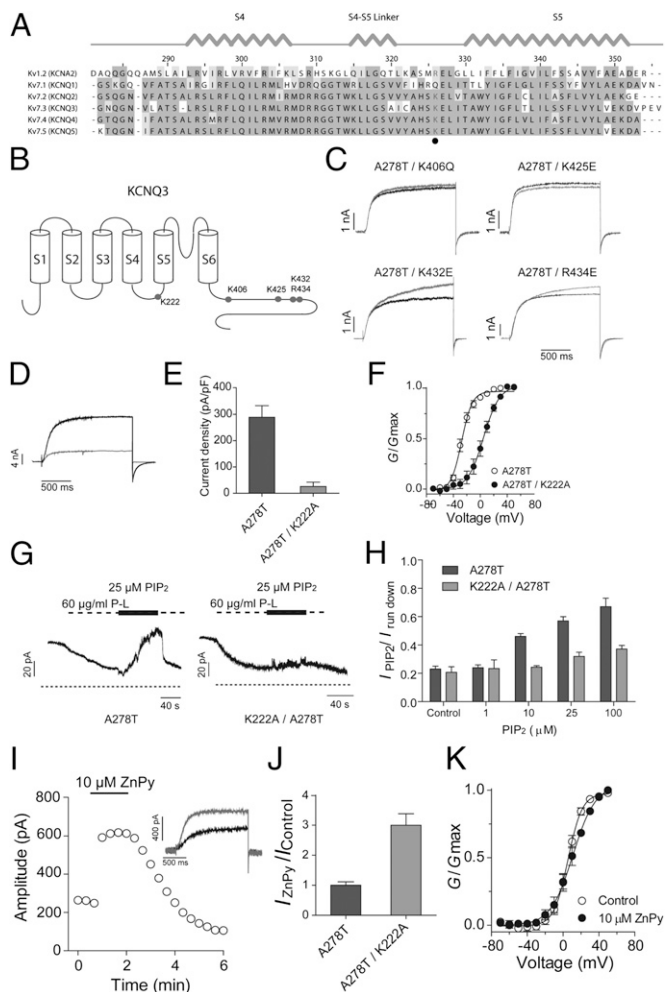 A
S4
S4-S5 Linker
S5
290
300
310
320
330
340
350
Kv1.2 (KCNA2)
Kv7.1 (KCNQ1)
Kv7.2 (KCNQ2)
Kv7.3 (KCNQ3)
Kv7.4 (KCNQ4)
Kv7.5 (KCNQ5)
B
KCNQ3
S1
S2
S3
S4
S5
S6
K222
K406
K425
K432
R434
C
A278T / K406Q
A278T / K425E
1 nA
1 nA
A278T / K432E
A278T / R434E
1 nA
1 nA
500 ms
D
4 nA
500 ms
E
Current density (pA/pF)
400
300
200
100
0
A278T
A278T / K222A
F
G/Gmax
1.0
0.5
0.0
-80
-40
0
40
80
Voltage (mV)
A278T
A278T / K222A
G
25 µM PIP2
60 µg/ml P-L
20 pA
40 s
A278T
25 µM PIP2
60 µg/ml P-L
20 pA
40 s
K222A / A278T
H
A278T
K222A / A278T
I PIP2 / I run down
0.8
0.6
0.4
0.2
0.0
Control
1
10
25
100
PIP2 ( µM)
I
10 µM ZnPy
Amplitude (pA)
800
600
400
200
0
0
2
4
6
Time (min)
400 pA
500 ms
J
I ZnPy / I Control
4
3
2
1
0
A278T
A278T / K222A
K
G/Gmax
1.0
0.5
0.0
-80
-40
0
40
80
Voltage (mV)
Control
10 µM ZnPy